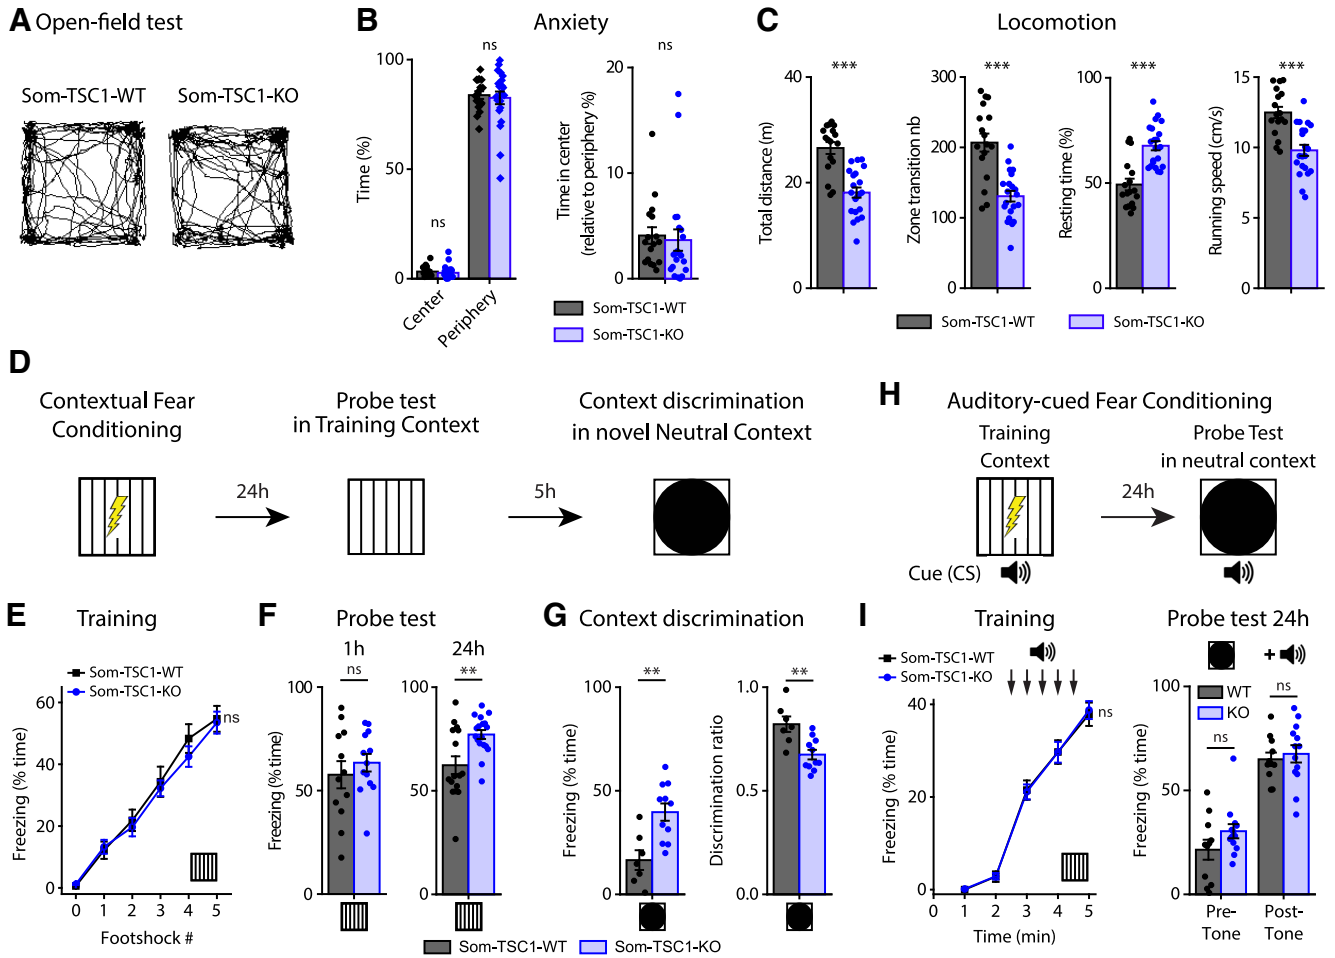 A Open-field test
Som-TSC1-WT
Som-TSC1-KO
B
Anxiety
Time (%)
100
50
0
ns
ns
Center
Periphery
Time in center
(relative to periphery %)
20
10
0
ns
Som-TSC1-WT
Som-TSC1-KO
C
Locomotion
Total distance (m)
40
20
0
***
Zone transition nb
300
200
100
0
***
Resting time (%)
100
50
0
***
Running speed (cm/s)
15
10
5
0
***
Som-TSC1-WT
Som-TSC1-KO
D
Contextual Fear
Conditioning
24h
Probe test
in Training Context
5h
Context discrimination
in novel Neutral Context
H
Auditory-cued Fear Conditioning
Training
Context
24h
Probe Test
in neutral context
Cue (CS)
E
Training
Som-TSC1-WT
Som-TSC1-KO
Freezing (% time)
60
40
20
0
ns
0 1 2 3 4 5
Footshock #
F
Probe test
1h
ns
Freezing (% time)
100
50
0
24h
**
100
50
0
G
Context discrimination
Freezing (% time)
100
50
0
**
Discrimination ratio
1.0
0.5
0.0
**
Som-TSC1-WT
Som-TSC1-KO
I
Training
Som-TSC1-WT
Som-TSC1-KO
Freezing (% time)
40
20
0
ns
0 1 2 3 4 5
Time (min)
Probe test 24h
+
Freezing (% time)
100
50
0
WT
KO
ns
ns
Pre-
Tone
Post-
Tone